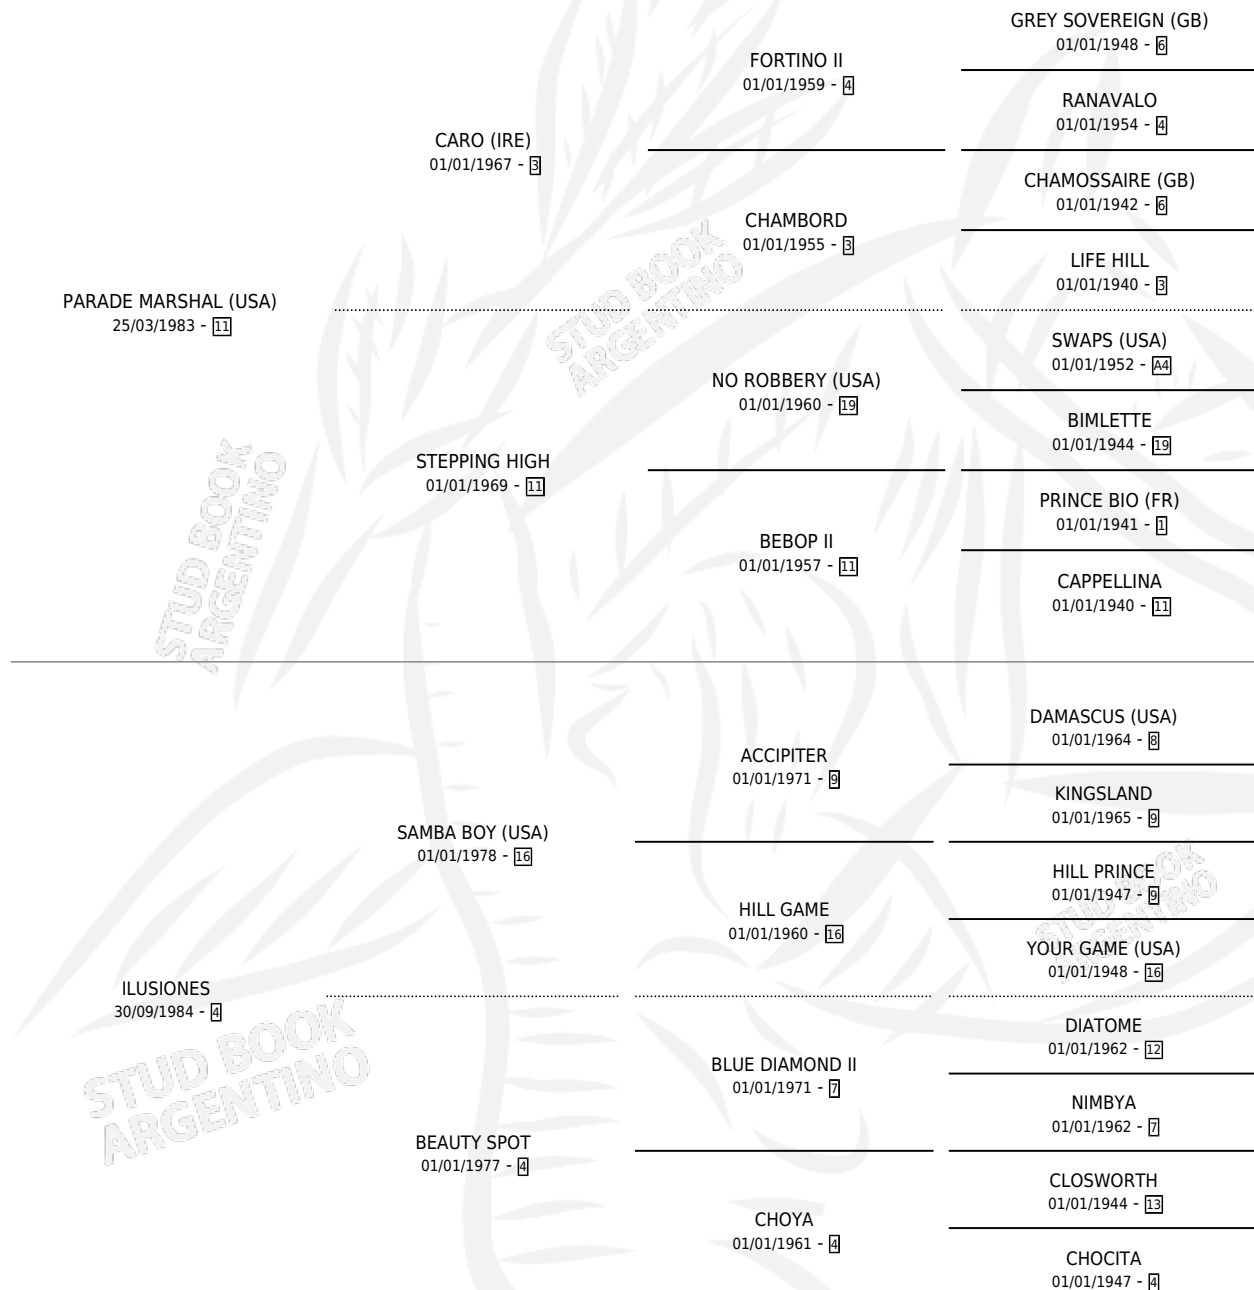 GREY SOVEREIGN (GB)
01/01/1948 - 6
FORTINO II
01/01/1959 - 4
RANAVALO
01/01/1954 - 4
CARO (IRE)
01/01/1967 - 3
CHAMOSSAIRE (GB)
01/01/1942 - 6
CHAMBORD
01/01/1955 - 3
LIFE HILL
01/01/1940 - 3
PARADE MARSHAL (USA)
25/03/1983 - 11
SWAPS (USA)
01/01/1952 - A4
NO ROBBERY (USA)
01/01/1960 - 19
BIMLETTE
01/01/1944 - 19
STEPPING HIGH
01/01/1969 - 11
PRINCE BIO (FR)
01/01/1941 - 1
BEBOP II
01/01/1957 - 11
CAPPELLINA
01/01/1940 - 11
DAMASCUS (USA)
01/01/1964 - 8
ACCIPITER
01/01/1971 - 9
KINGSLAND
01/01/1965 - 9
SAMBA BOY (USA)
01/01/1978 - 16
HILL PRINCE
01/01/1947 - 9
HILL GAME
01/01/1960 - 16
YOUR GAME (USA)
01/01/1948 - 16
ILUSIONES
30/09/1984 - 4
DIATOME
01/01/1962 - 12
BLUE DIAMOND II
01/01/1971 - 7
NIMBYA
01/01/1962 - 7
BEAUTY SPOT
01/01/1977 - 4
CLOSWORTH
01/01/1944 - 13
CHOYA
01/01/1961 - 4
CHOCITA
01/01/1947 - 4
STUD BOOK
ARGENTINO
STUD BOOK
ARGENTINO
STUD BOOK
ARGENTINO
STUD BOOK
ARGENTINO